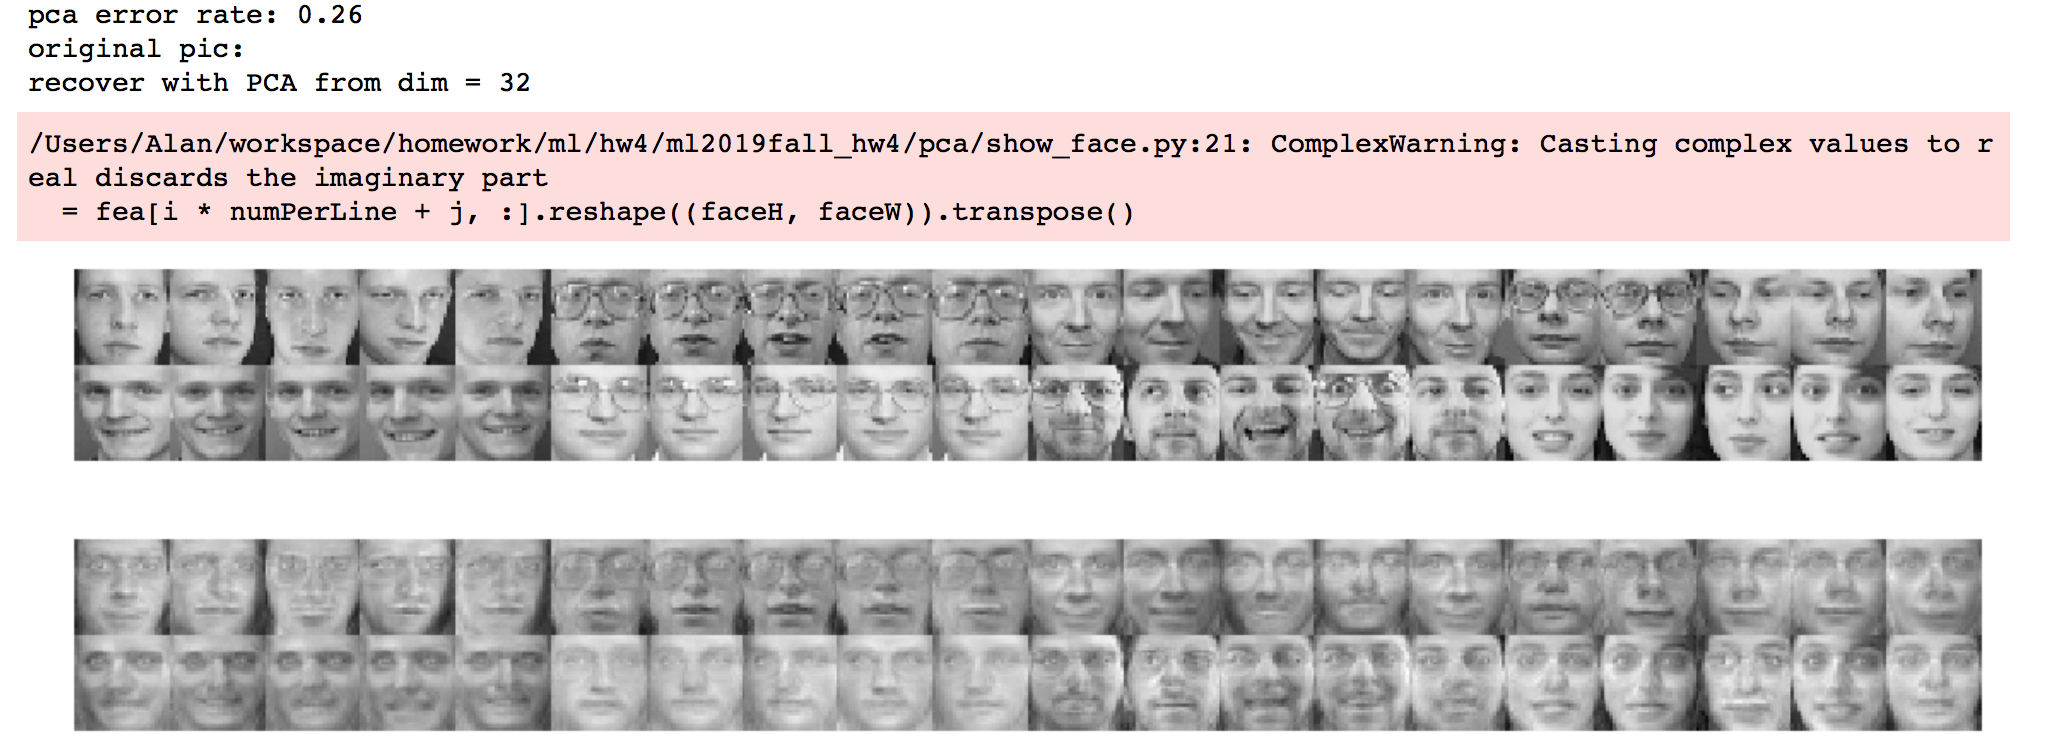 pca error rate: 0.26
original pic:
recover with PCA from dim = 32
/Users/Alan/workspace/homework/ml/hw4/ml2019fall_hw4/pca/show_face.py:21: ComplexWarning: Casting complex values to r
eal discards the imaginary part
  = fea[i * numPerLine + j, :].reshape((faceH, faceW)).transpose()